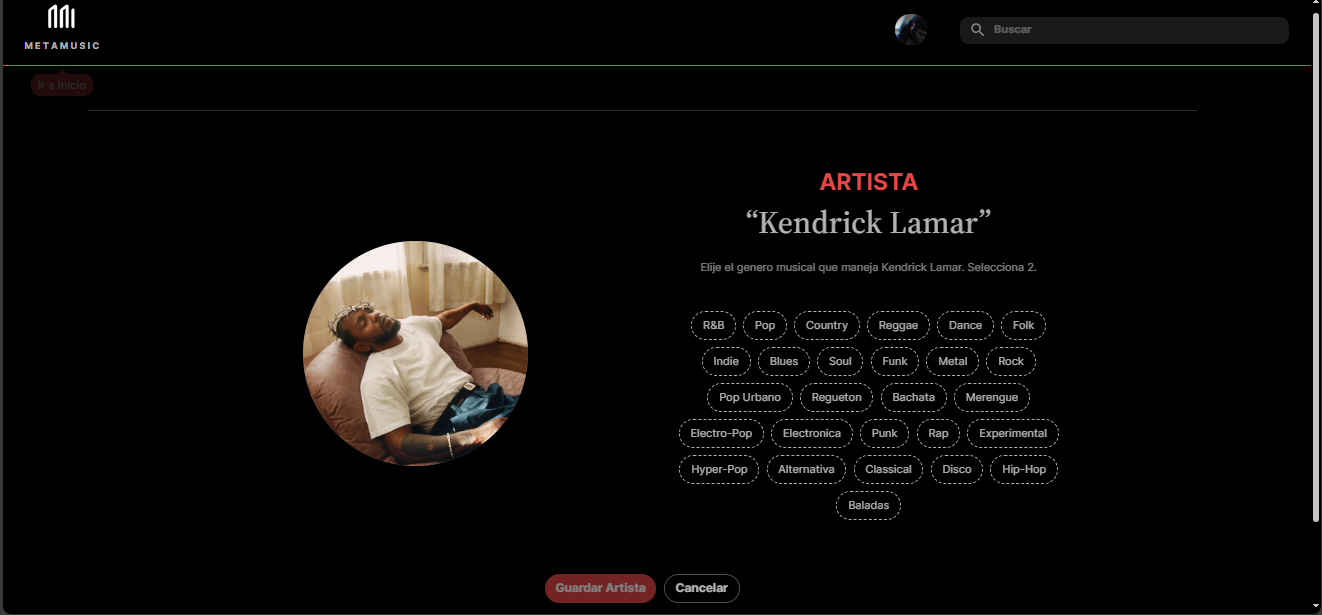 METAMUSIC
Buscar
Ir a Inicio
ARTISTA
“Kendrick Lamar”
Elije el genero musical que maneja Kendrick Lamar. Selecciona 2.
R&B Pop Country Reggae Dance Folk
Indie Blues Soul Funk Metal Rock
Pop Urbano Regueton Bachata Merengue
Electro-Pop Electronica Punk Rap Experimental
Hyper-Pop Alternativa Classical Disco Hip-Hop
Baladas
Guardar Artista Cancelar